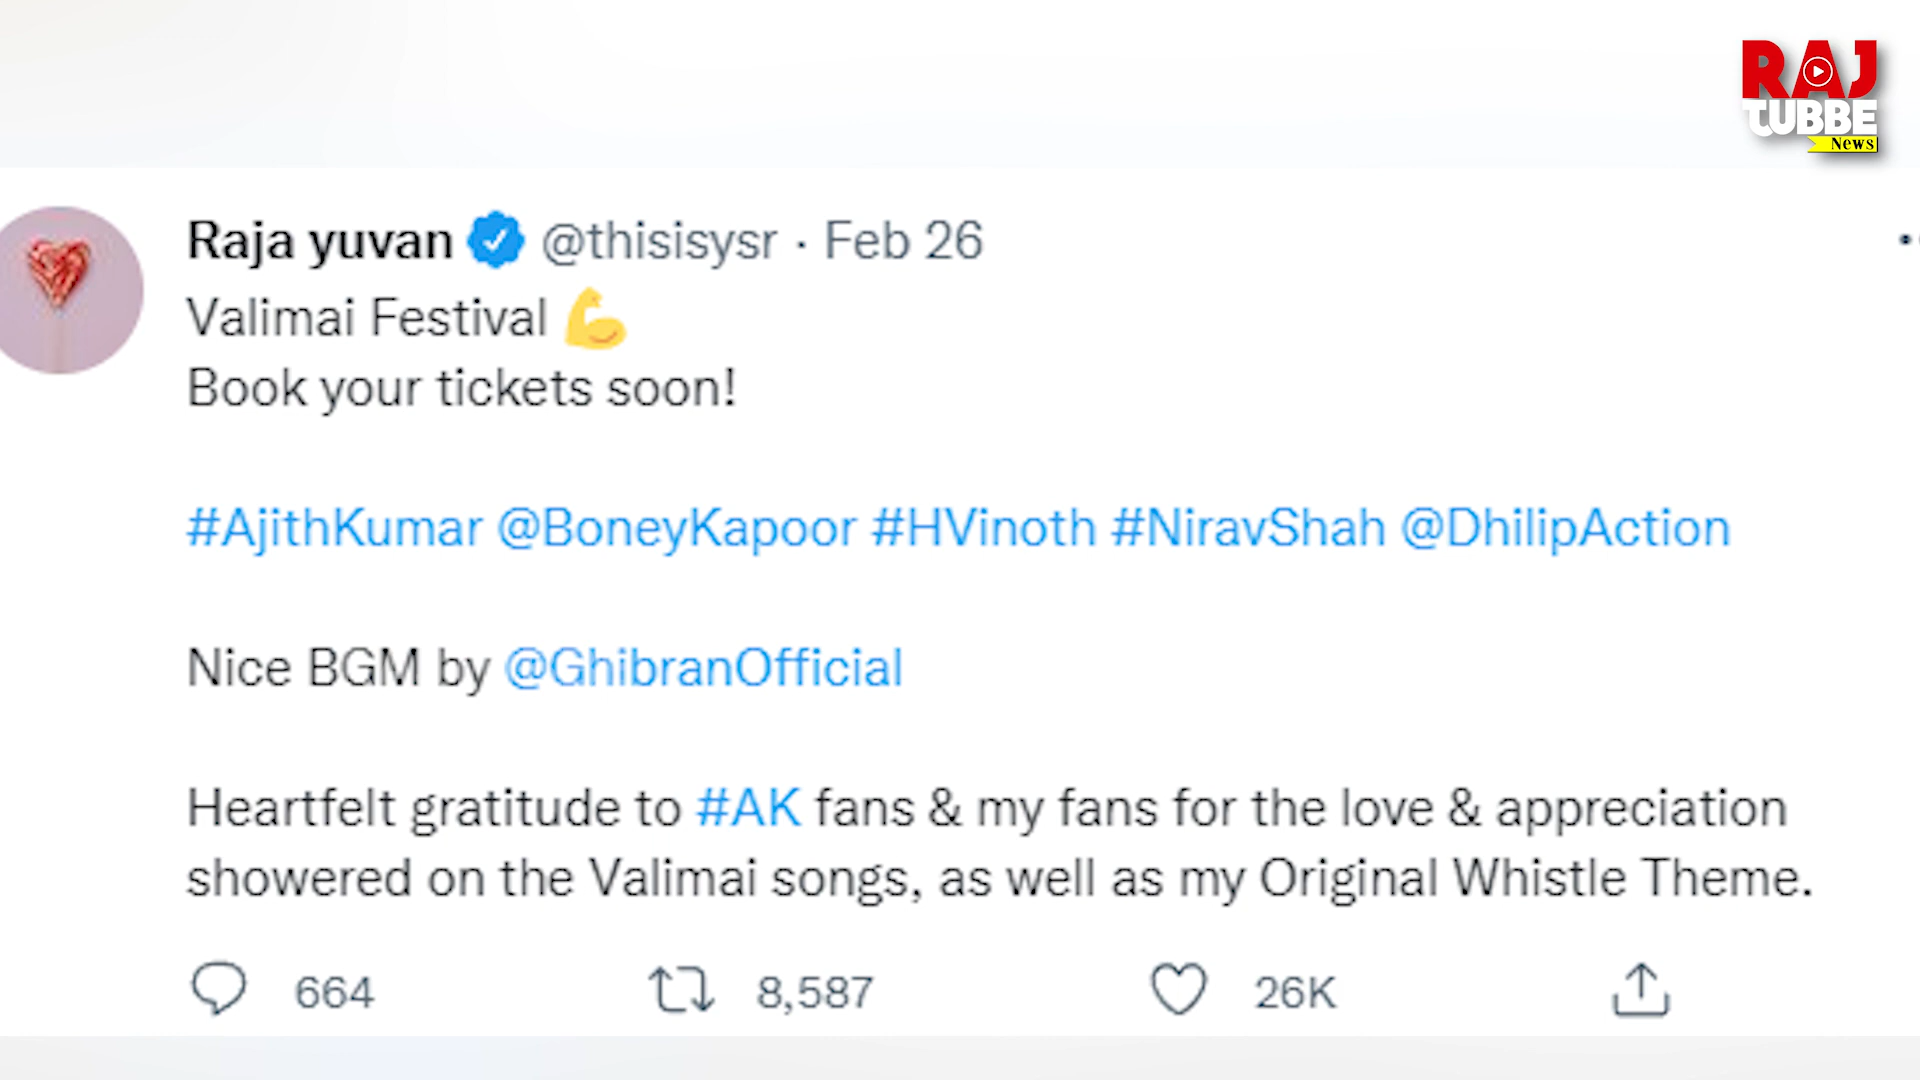 RAJ
TUBBE
News
Raja yuvan @thisisysr · Feb 26
Valimai Festival 💪
Book your tickets soon!
#AjithKumar @BoneyKapoor #HVinoth #NiravShah @DhilipAction
Nice BGM by @GhibranOfficial
Heartfelt gratitude to #AK fans & my fans for the love & appreciation
showered on the Valimai songs, as well as my Original Whistle Theme.
664 8,587 26K